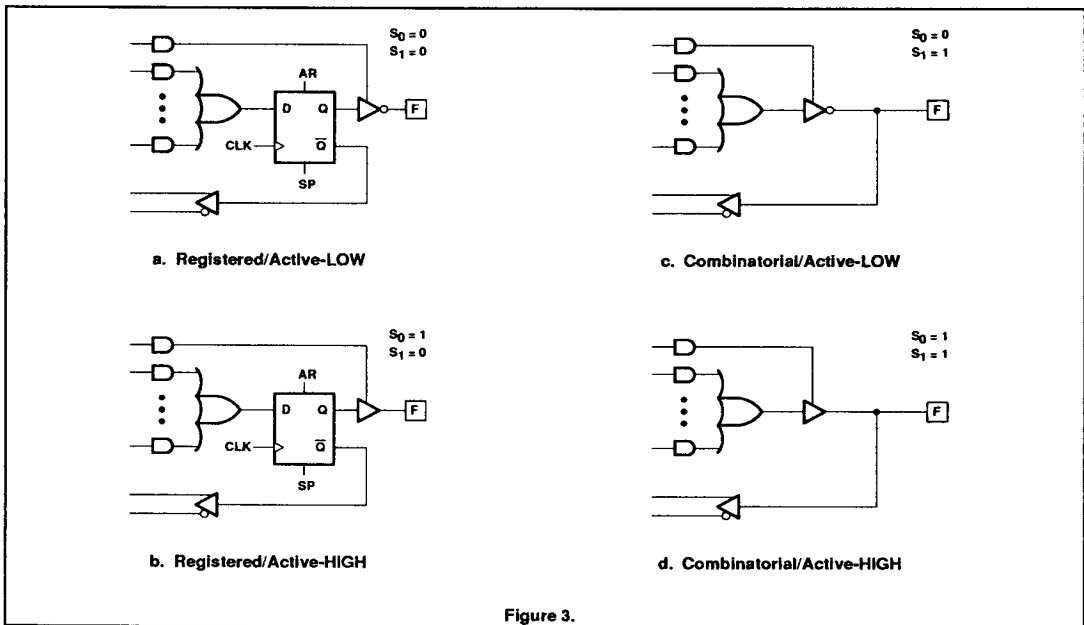 S0 = 0
S1 = 0
AR
D Q
F
CLK
Q̅
SP
a. Registered/Active-LOW
S0 = 0
S1 = 1
F
c. Combinatorial/Active-LOW
S0 = 1
S1 = 0
AR
D Q
F
CLK
Q̅
SP
b. Registered/Active-HIGH
S0 = 1
S1 = 1
F
d. Combinatorial/Active-HIGH
Figure 3.